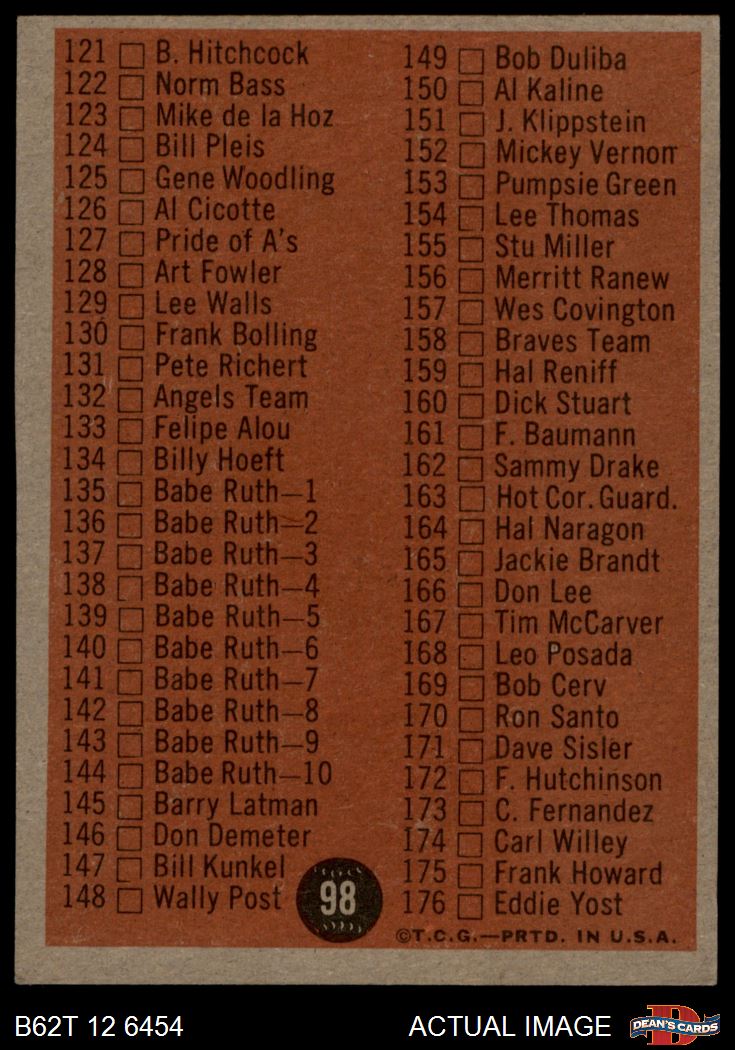 121 B. Hitchcock
122 Norm Bass
123 Mike de la Hoz
124 Bill Pleis
125 Gene Woodling
126 Al Cicotte
127 Pride of A's
128 Art Fowler
129 Lee Walls
130 Frank Bolling
131 Pete Richert
132 Angels Team
133 Felipe Alou
134 Billy Hoeft
135 Babe Ruth—1
136 Babe Ruth—2
137 Babe Ruth—3
138 Babe Ruth—4
139 Babe Ruth—5
140 Babe Ruth—6
141 Babe Ruth—7
142 Babe Ruth—8
143 Babe Ruth—9
144 Babe Ruth—10
145 Barry Latman
146 Don Demeter
147 Bill Kunkel
148 Wally Post
98
149 Bob Duliba
150 Al Kaline
151 J. Klippstein
152 Mickey Vernon
153 Pumpsie Green
154 Lee Thomas
155 Stu Miller
156 Merritt Ranew
157 Wes Covington
158 Braves Team
159 Hal Reniff
160 Dick Stuart
161 F. Baumann
162 Sammy Drake
163 Hot Cor. Guard.
164 Hal Naragon
165 Jackie Brandt
166 Don Lee
167 Tim McCarver
168 Leo Posada
169 Bob Cerv
170 Ron Santo
171 Dave Sisler
172 F. Hutchinson
173 C. Fernandez
174 Carl Willey
175 Frank Howard
176 Eddie Yost
©T.C.G.—PRTD. IN U.S.A.
B62T 12 6454
ACTUAL IMAGE
DEAN'S CARDS